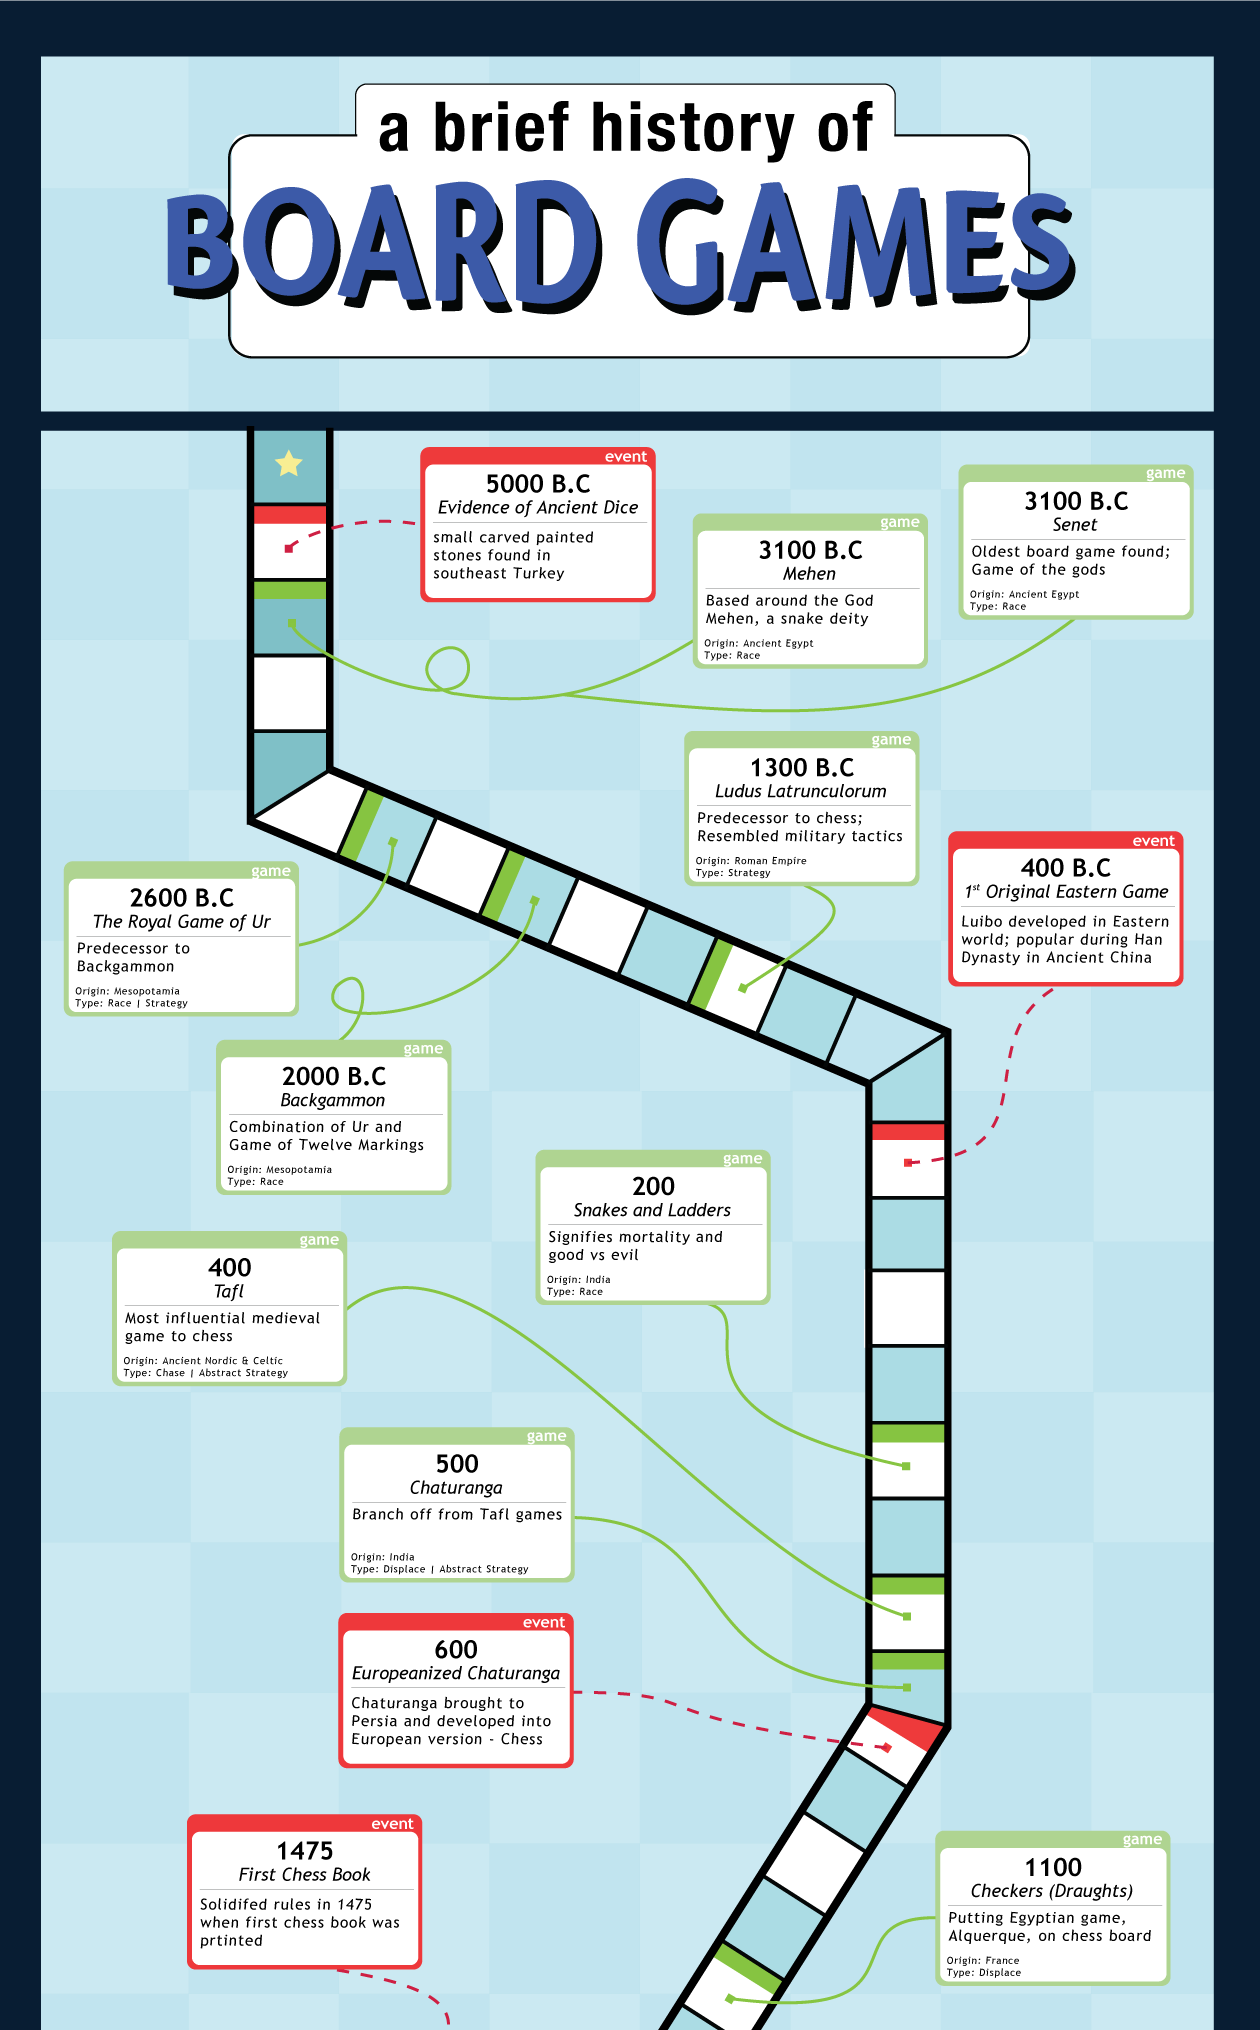 a brief history of
BOARD GAMES
event
5000 B.C
Evidence of Ancient Dice
small carved painted
stones found in
southeast Turkey
game
3100 B.C
Senet
Oldest board game found;
Game of the gods
Origin: Ancient Egypt
Type: Race
game
3100 B.C
Mehen
Based around the God
Mehen, a snake deity
Origin: Ancient Egypt
Type: Race
game
1300 B.C
Ludus Latrunculorum
Predecessor to chess;
Resembled military tactics
Origin: Roman Empire
Type: Strategy
event
400 B.C
1st Original Eastern Game
Luibo developed in Eastern
world; popular during Han
Dynasty in Ancient China
game
2600 B.C
The Royal Game of Ur
Predecessor to
Backgammon
Origin: Mesopotamia
Type: Race | Strategy
game
2000 B.C
Backgammon
Combination of Ur and
Game of Twelve Markings
Origin: Mesopotamia
Type: Race
game
200
Snakes and Ladders
Signifies mortality and
good vs evil
Origin: India
Type: Race
game
400
Tafl
Most influential medieval
game to chess
Origin: Ancient Nordic & Celtic
Type: Chase | Abstract Strategy
game
500
Chaturanga
Branch off from Tafl games
Origin: India
Type: Displace | Abstract Strategy
event
600
Europeanized Chaturanga
Chaturanga brought to
Persia and developed into
European version - Chess
event
1475
First Chess Book
Solidifed rules in 1475
when first chess book was
prtinted
game
1100
Checkers (Draughts)
Putting Egyptian game,
Alquerque, on chess board
Origin: France
Type: Displace